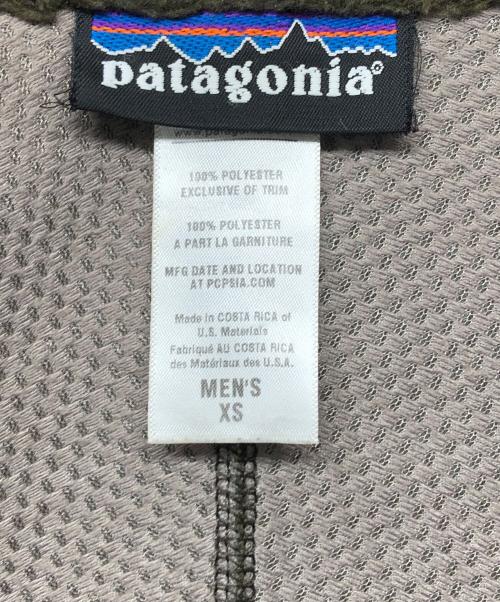 patagonia®
100% POLYESTER
EXCLUSIVE OF TRIM
100% POLYESTER
A PART LA GARNITURE
MFG DATE AND LOCATION
AT PCPSIA.COM
Made in COSTA RICA of
U.S. Materials
Fabriqué AU COSTA RICA
des Matériaux des U.S.A.
MEN'S
XS